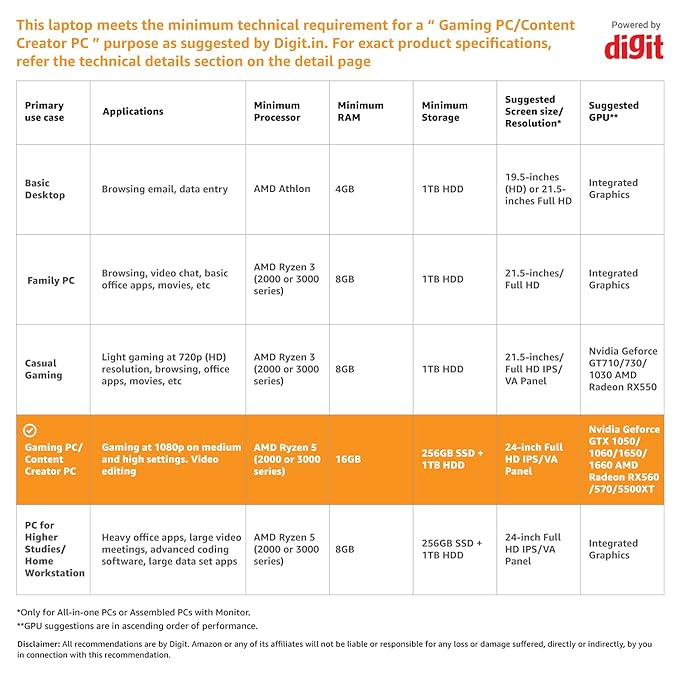 This laptop meets the minimum technical requirement for a “ Gaming PC/Content
Creator PC ” purpose as suggested by Digit.in. For exact product specifications,
refer the technical details section on the detail page
Powered by
digit
Primary
use case
Applications
Minimum
Processor
Minimum
RAM
Minimum
Storage
Suggested
Screen size/
Resolution*
Suggested
GPU**
Basic
Desktop
Browsing email, data entry
AMD Athlon
4GB
1TB HDD
19.5-inches
(HD) or 21.5-
inches Full HD
Integrated
Graphics
Family PC
Browsing, video chat, basic
office apps, movies, etc
AMD Ryzen 3
(2000 or 3000
series)
8GB
1TB HDD
21.5-inches/
Full HD
Integrated
Graphics
Casual
Gaming
Light gaming at 720p (HD)
resolution, browsing, office
apps, movies, etc
AMD Ryzen 3
(2000 or 3000
series)
8GB
1TB HDD
21.5-inches/
Full HD IPS/
VA Panel
Nvidia Geforce
GT710/730/
1030 AMD
Radeon RX550
Gaming PC/
Content
Creator PC
Gaming at 1080p on medium
and high settings. Video
editing
AMD Ryzen 5
(2000 or 3000
series)
16GB
256GB SSD +
1TB HDD
24-inch Full
HD IPS/VA
Panel
Nvidia Geforce
GTX 1050/
1060/1650/
1660 AMD
Radeon RX560
/570/5500XT
PC for
Higher
Studies/
Home
Workstation
Heavy office apps, large video
meetings, advanced coding
software, large data set apps
AMD Ryzen 5
(2000 or 3000
series)
8GB
256GB SSD +
1TB HDD
24-inch Full
HD IPS/VA
Panel
Integrated
Graphics
*Only for All-in-one PCs or Assembled PCs with Monitor.
**GPU suggestions are in ascending order of performance.
Disclaimer: All recommendations are by Digit. Amazon or any of its affiliates will not be liable or responsible for any loss or damage suffered, directly or indirectly, by you
in connection with this recommendation.